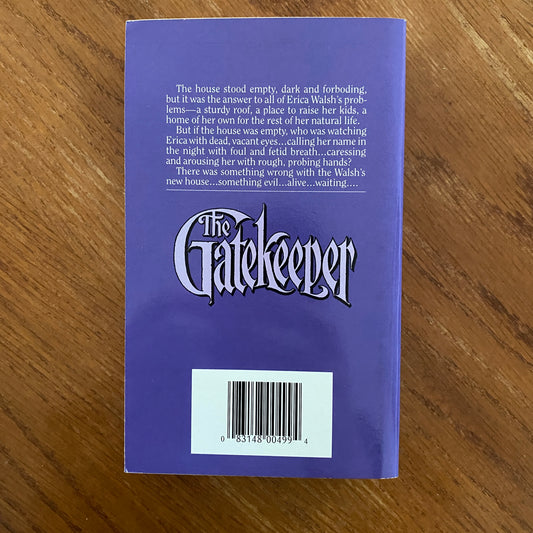 The house stood empty, dark and forboding,
but it was the answer to all of Erica Walsh's prob-
lems—a sturdy roof, a place to raise her kids, a
home of her own for the rest of her natural life.
But if the house was empty, who was watching
Erica with dead, vacant eyes...calling her name in
the night with foul and fetid breath...caressing
and arousing her with rough, probing hands?
There was something wrong with the Walsh's
new house...something evil...alive...waiting....
The
Gatekeeper
0 83148 00499 4